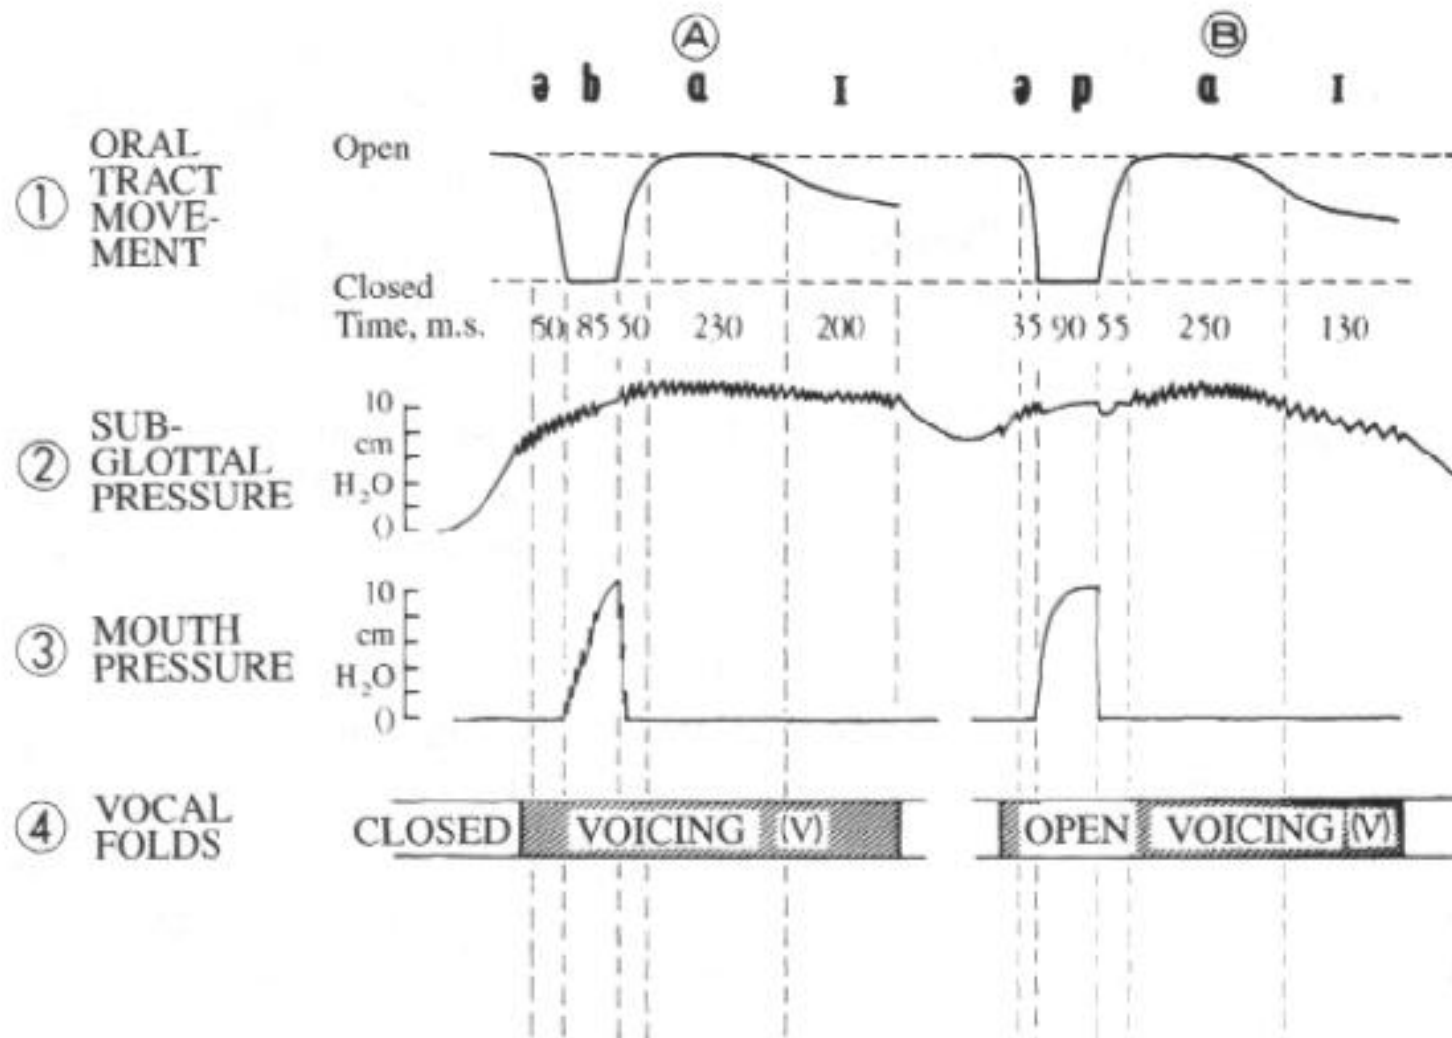 Ⓐ Ⓑ
ə b ɑ ɪ ə p ɑ ɪ
① ORAL TRACT MOVE-MENT
Open
Closed
Time, m.s. 50 85 50 230 200 35 90 55 250 130
② SUB-GLOTTAL PRESSURE
10
cm
H₂O
0
③ MOUTH PRESSURE
10
cm
H₂O
0
④ VOCAL FOLDS
CLOSED VOICING (V) OPEN VOICING (V)